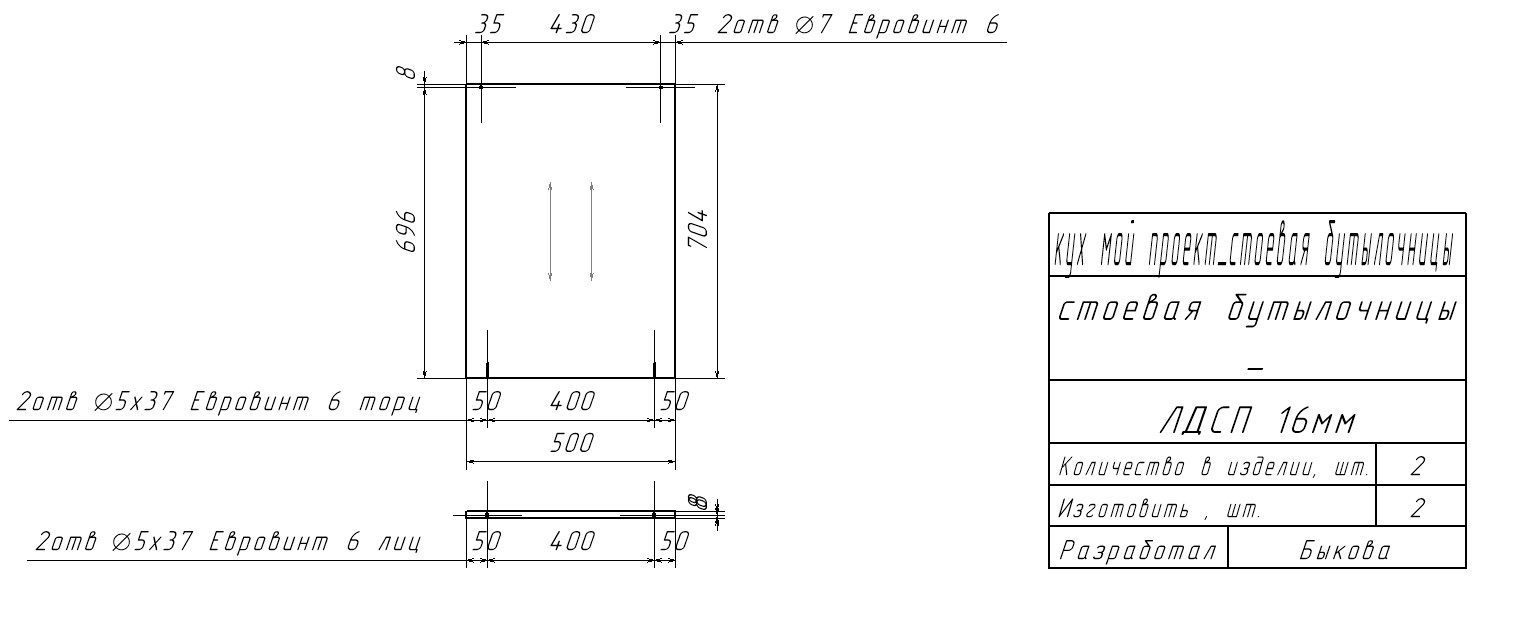 35 430 35 2отв ∅7 Евровинт 6
8
696
704
2отв ∅5х37 Евровинт 6 торц 50 400 50
500
8
2отв ∅5х37 Евровинт 6 лиц 50 400 50
кух мой проект_стоевая бутылочницы
стоевая бутылочницы
_
ЛДСП 16мм
Количество в изделии, шт. 2
Изготовить , шт. 2
Разработал Быкова